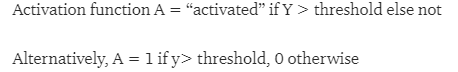 Activation function A = “activated” if Y > threshold else not
Alternatively, A = 1 if y> threshold, 0 otherwise